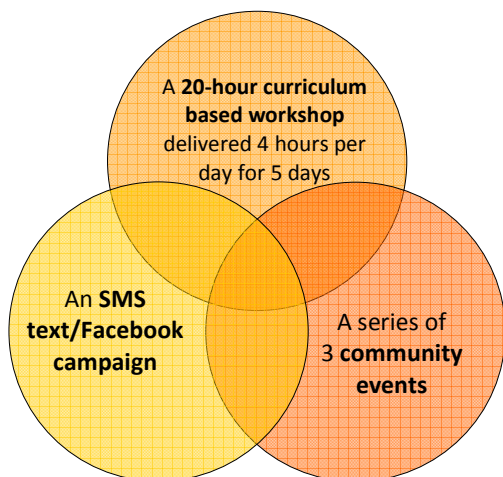 A 20-hour curriculum
based workshop
delivered 4 hours per
day for 5 days
An SMS
text/Facebook
campaign
A series of
3 community
events